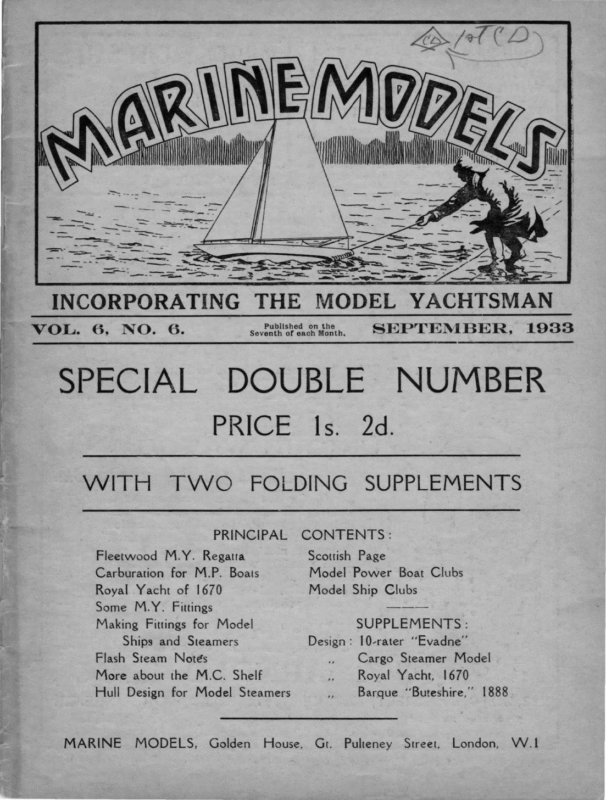 1st CD
CD
MARINE MODELS
INCORPORATING THE MODEL YACHTSMAN
VOL. 6, NO. 6. Published on the Seventh of each Month. SEPTEMBER, 1933
SPECIAL DOUBLE NUMBER
PRICE 1s. 2d.
WITH TWO FOLDING SUPPLEMENTS
PRINCIPAL CONTENTS:
Fleetwood M.Y. Regatta
Carburation for M.P. Boats
Royal Yacht of 1670
Some M.Y. Fittings
Making Fittings for Model
Ships and Steamers
Flash Steam Notes
More about the M.C. Shelf
Hull Design for Model Steamers
Scottish Page
Model Power Boat Clubs
Model Ship Clubs
SUPPLEMENTS:
Design: 10-rater "Evadne"
,, Cargo Steamer Model
,, Royal Yacht, 1670
,, Barque "Buteshire," 1888
MARINE MODELS, Golden House, Gt. Pulteney Street, London, W.1